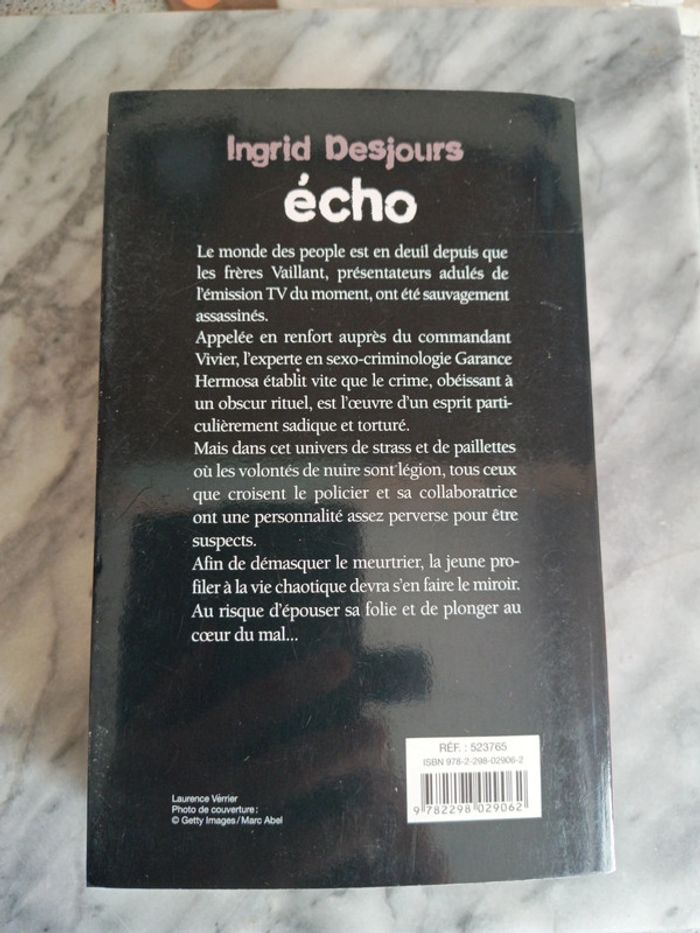 Ingrid Desjours
écho
Le monde des people est en deuil depuis que
les frères Vaillant, présentateurs adulés de
l'émission TV du moment, ont été sauvagement
assassinés.
Appelée en renfort auprès du commandant
Vivier, l'experte en sexo-criminologie Garance
Hermosa établit vite que le crime, obéissant à
un obscur rituel, est l'œuvre d'un esprit parti-
culièrement sadique et torturé.
Mais dans cet univers de strass et de paillettes
où les volontés de nuire sont légion, tous ceux
que croisent le policier et sa collaboratrice
ont une personnalité assez perverse pour être
suspects.
Afin de démasquer le meurtrier, la jeune pro-
filer à la vie chaotique devra s'en faire le miroir.
Au risque d'épouser sa folie et de plonger au
cœur du mal...
RÉF. : 523765
ISBN 978-2-298-02906-2
9 782298 029062
Laurence Vérrier
Photo de couverture :
© Getty Images / Marc Abel